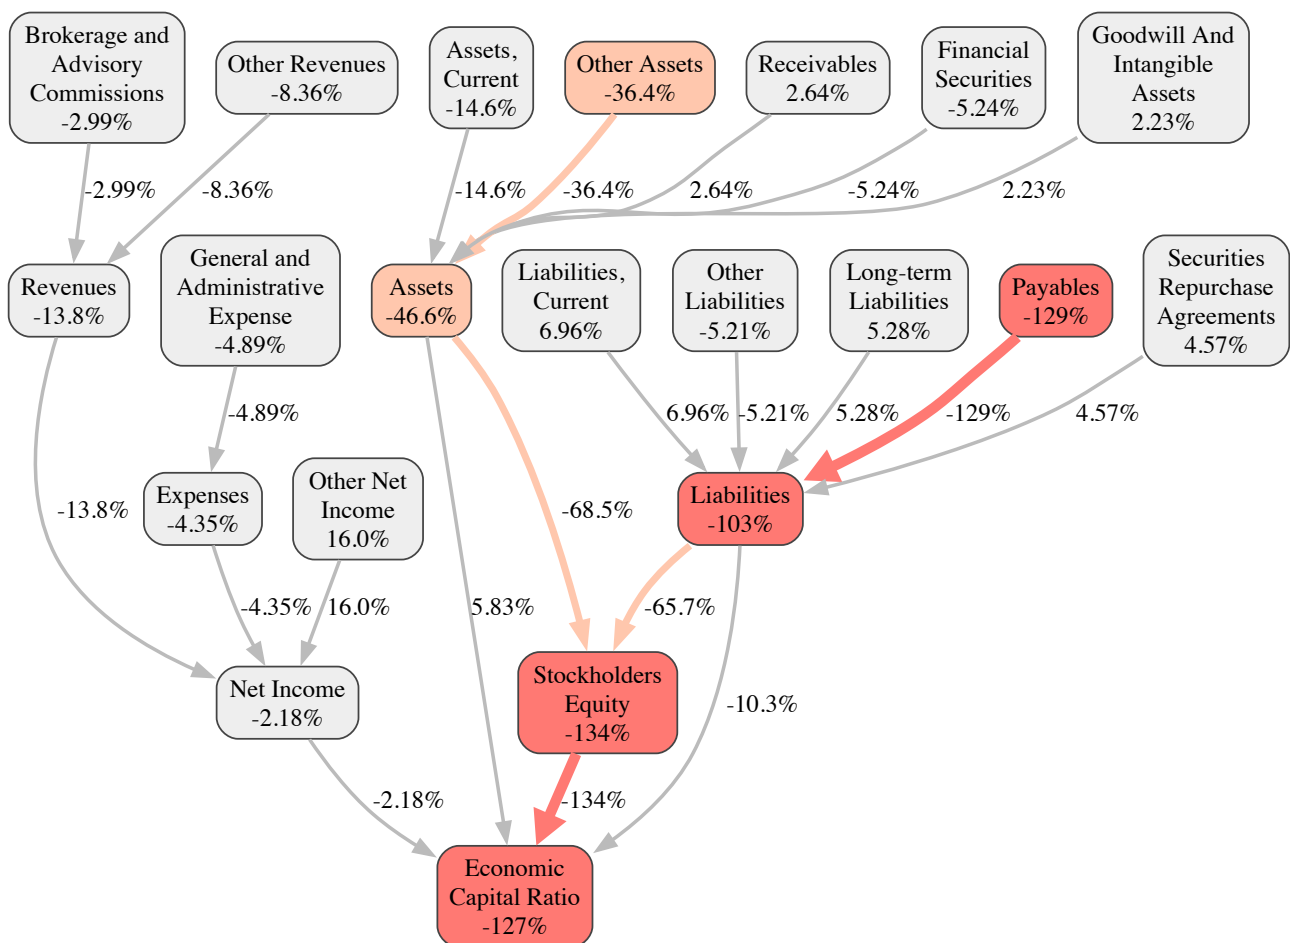 Brokerage and
Advisory
Commissions
-2.99%
Other Revenues
-8.36%
Assets,
Current
-14.6%
Other Assets
-36.4%
Receivables
2.64%
Financial
Securities
-5.24%
Goodwill And
Intangible
Assets
2.23%
-2.99%
-8.36%
-14.6%
-36.4%
2.64%
-5.24%
2.23%
Revenues
-13.8%
General and
Administrative
Expense
-4.89%
Assets
-46.6%
Liabilities,
Current
6.96%
Other
Liabilities
-5.21%
Long-term
Liabilities
5.28%
Payables
-129%
Securities
Repurchase
Agreements
4.57%
-4.89%
6.96%
-5.21%
5.28%
-129%
4.57%
-13.8%
Expenses
-4.35%
Other Net
Income
16.0%
-68.5%
Liabilities
-103%
-4.35%
16.0%
5.83%
-65.7%
Net Income
-2.18%
Stockholders
Equity
-134%
-10.3%
-2.18%
-134%
Economic
Capital Ratio
-127%